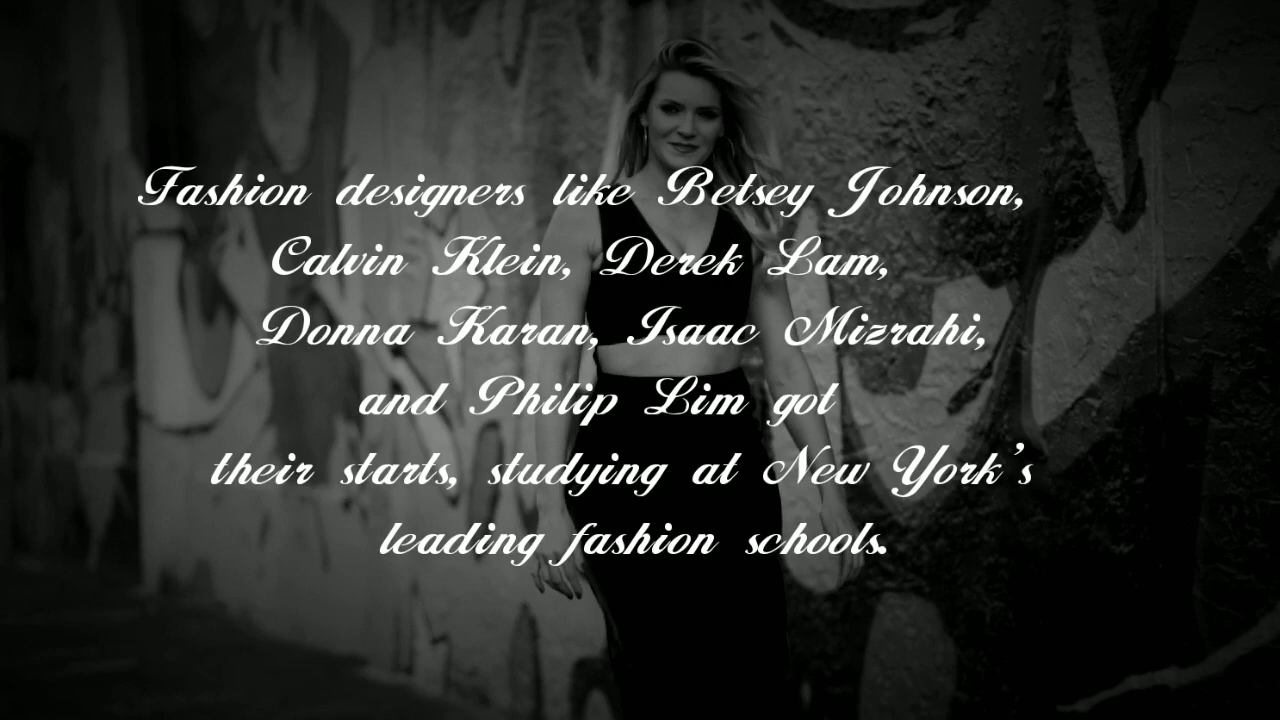 Fashion designers like Betsey Johnson,
Calvin Klein, Derek Lam,
Donna Karan, Isaac Mizrahi,
and Philip Lim got
their starts, studying at New York's
leading fashion schools.